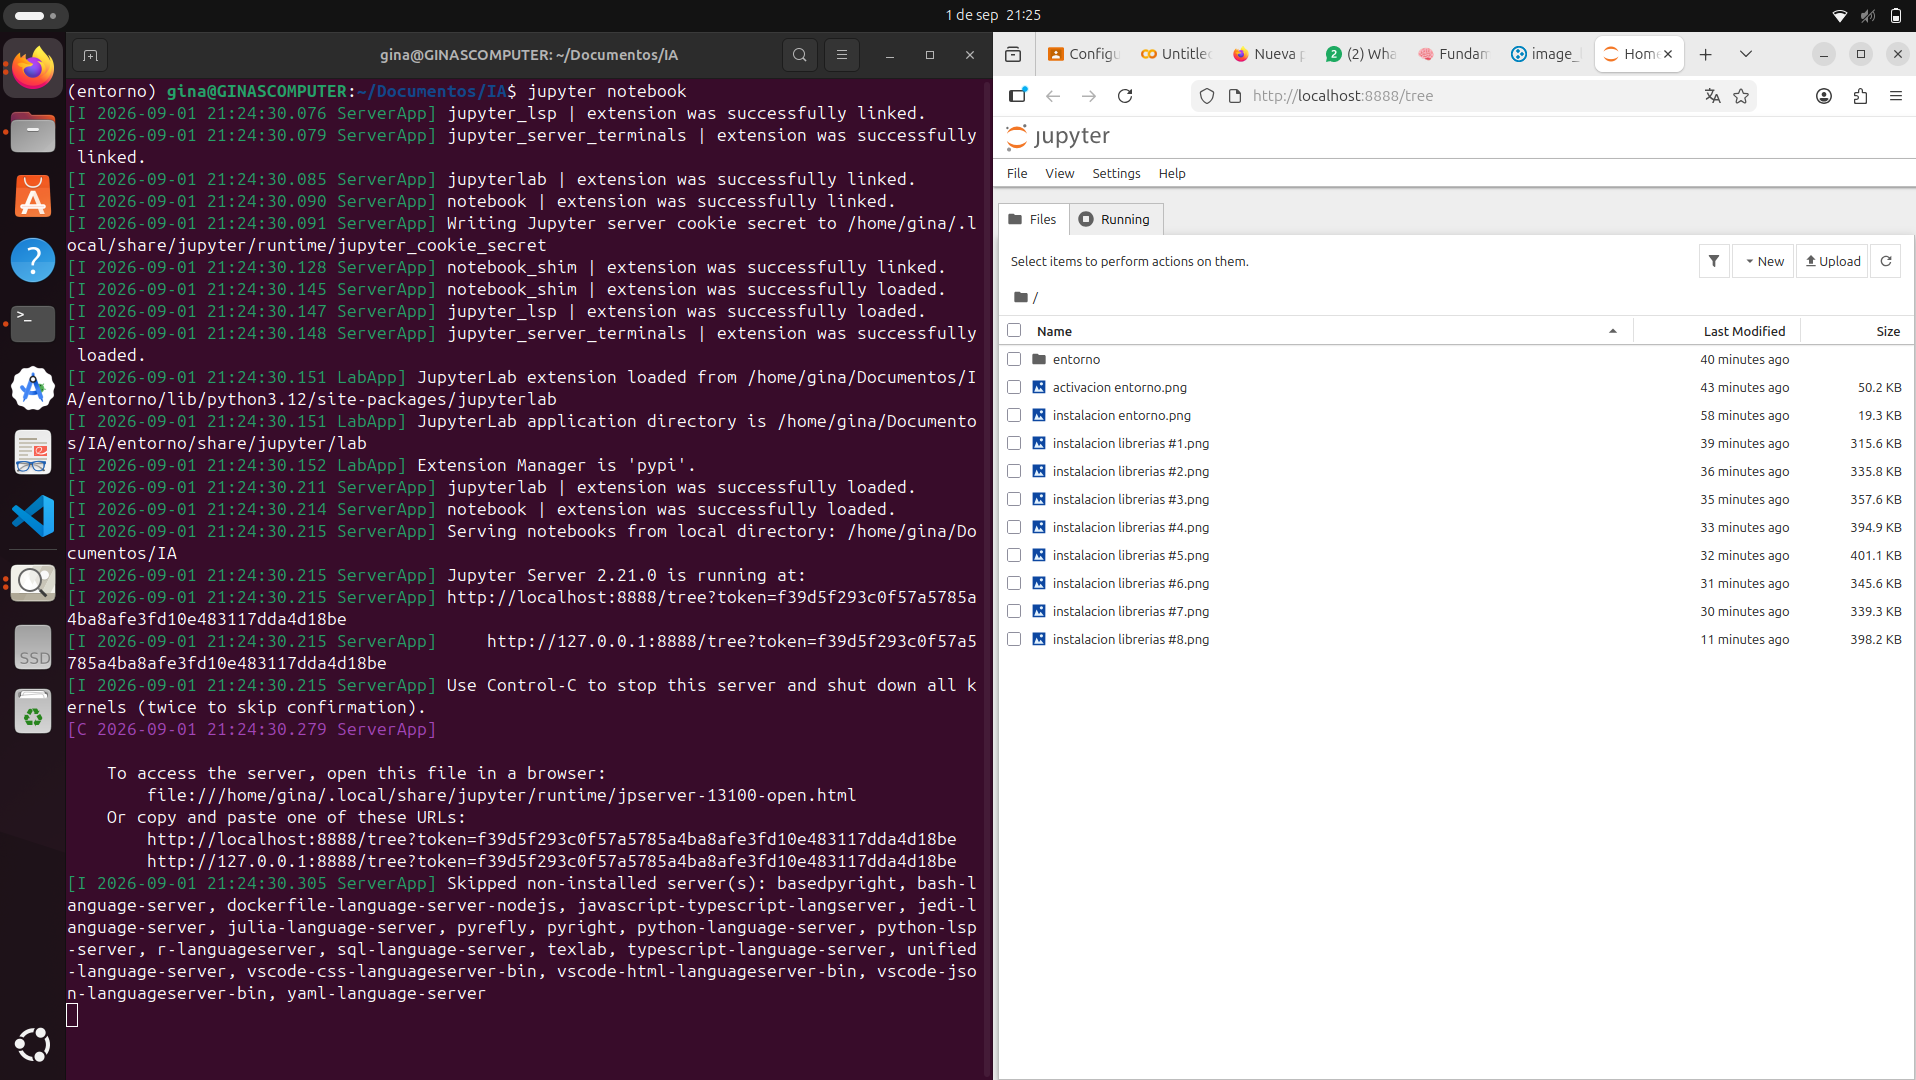 1 de sep 21:25
gina@GINASCOMPUTER: ~/Documentos/IA
(entorno) gina@GINASCOMPUTER:~/Documentos/IA$ jupyter notebook
[I 2026-09-01 21:24:30.076 ServerApp] jupyter_lsp | extension was successfully linked.
[I 2026-09-01 21:24:30.079 ServerApp] jupyter_server_terminals | extension was successfully
linked.
[I 2026-09-01 21:24:30.085 ServerApp] jupyterlab | extension was successfully linked.
[I 2026-09-01 21:24:30.090 ServerApp] notebook | extension was successfully linked.
[I 2026-09-01 21:24:30.091 ServerApp] Writing Jupyter server cookie secret to /home/gina/.l
ocal/share/jupyter/runtime/jupyter_cookie_secret
[I 2026-09-01 21:24:30.128 ServerApp] notebook_shim | extension was successfully linked.
[I 2026-09-01 21:24:30.145 ServerApp] notebook_shim | extension was successfully loaded.
[I 2026-09-01 21:24:30.147 ServerApp] jupyter_lsp | extension was successfully loaded.
[I 2026-09-01 21:24:30.148 ServerApp] jupyter_server_terminals | extension was successfully
loaded.
[I 2026-09-01 21:24:30.151 LabApp] JupyterLab extension loaded from /home/gina/Documentos/I
A/entorno/lib/python3.12/site-packages/jupyterlab
[I 2026-09-01 21:24:30.151 LabApp] JupyterLab application directory is /home/gina/Documento
s/IA/entorno/share/jupyter/lab
[I 2026-09-01 21:24:30.152 LabApp] Extension Manager is 'pypi'.
[I 2026-09-01 21:24:30.211 ServerApp] jupyterlab | extension was successfully loaded.
[I 2026-09-01 21:24:30.214 ServerApp] notebook | extension was successfully loaded.
[I 2026-09-01 21:24:30.215 ServerApp] Serving notebooks from local directory: /home/gina/Do
cumentos/IA
[I 2026-09-01 21:24:30.215 ServerApp] Jupyter Server 2.21.0 is running at:
[I 2026-09-01 21:24:30.215 ServerApp] http://localhost:8888/tree?token=f39d5f293c0f57a5785a
4ba8afe3fd10e483117dda4d18be
[I 2026-09-01 21:24:30.215 ServerApp]     http://127.0.0.1:8888/tree?token=f39d5f293c0f57a5
785a4ba8afe3fd10e483117dda4d18be
[I 2026-09-01 21:24:30.215 ServerApp] Use Control-C to stop this server and shut down all k
ernels (twice to skip confirmation).
[C 2026-09-01 21:24:30.279 ServerApp]
To access the server, open this file in a browser:
file:///home/gina/.local/share/jupyter/runtime/jpserver-13100-open.html
Or copy and paste one of these URLs:
http://localhost:8888/tree?token=f39d5f293c0f57a5785a4ba8afe3fd10e483117dda4d18be
http://127.0.0.1:8888/tree?token=f39d5f293c0f57a5785a4ba8afe3fd10e483117dda4d18be
[I 2026-09-01 21:24:30.305 ServerApp] Skipped non-installed server(s): basedpyright, bash-l
anguage-server, dockerfile-language-server-nodejs, javascript-typescript-langserver, jedi-l
anguage-server, julia-language-server, pyrefly, pyright, python-language-server, python-lsp
-server, r-languageserver, sql-language-server, texlab, typescript-language-server, unified
-language-server, vscode-css-languageserver-bin, vscode-html-languageserver-bin, vscode-jso
n-languageserver-bin, yaml-language-server
SSD
Configu Untitle Nueva p 2 (2) Wha Fundam image_ Home
http://localhost:8888/tree
jupyter
File View Settings Help
Files Running
Select items to perform actions on them. New Upload
/
Name Last Modified Size
entorno 40 minutes ago
activacion entorno.png 43 minutes ago 50.2 KB
instalacion entorno.png 58 minutes ago 19.3 KB
instalacion librerias #1.png 39 minutes ago 315.6 KB
instalacion librerias #2.png 36 minutes ago 335.8 KB
instalacion librerias #3.png 35 minutes ago 357.6 KB
instalacion librerias #4.png 33 minutes ago 394.9 KB
instalacion librerias #5.png 32 minutes ago 401.1 KB
instalacion librerias #6.png 31 minutes ago 345.6 KB
instalacion librerias #7.png 30 minutes ago 339.3 KB
instalacion librerias #8.png 11 minutes ago 398.2 KB